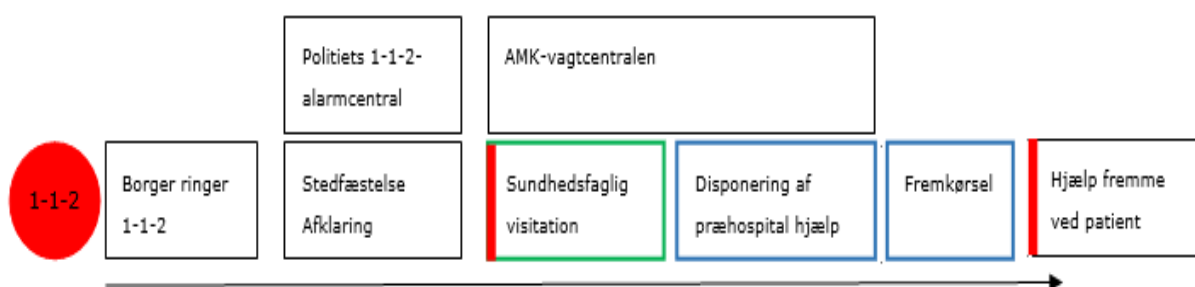 Politiets 1-1-2-
alarmcentral
AMK-vagtcentralen
1-1-2
Borger ringer
1-1-2
Stedfæstelse
Afklaring
Sundhedsfaglig
visitation
Disponering af
præhospital hjælp
Fremkørsel
Hjælp fremme
ved patient